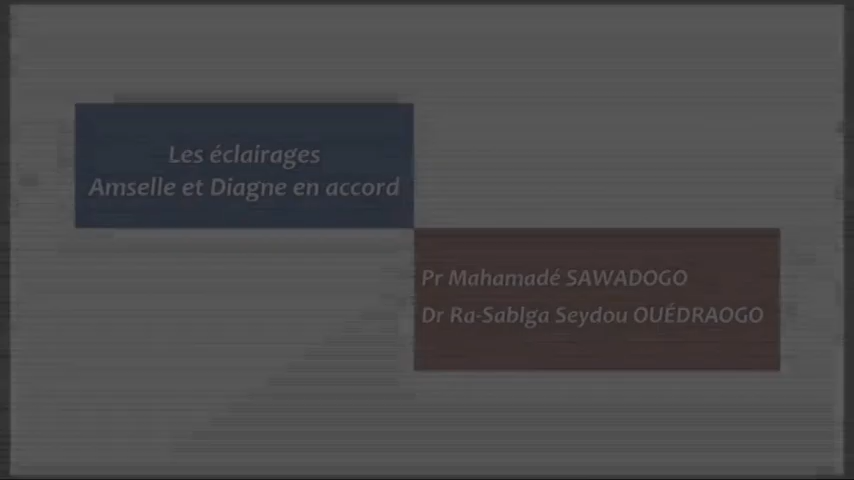 Les éclairages
Amselle et Diagne en accord
Pr Mahamadé SAWADOGO
Dr Ra-Sablga Seydou OUÉDRAOGO